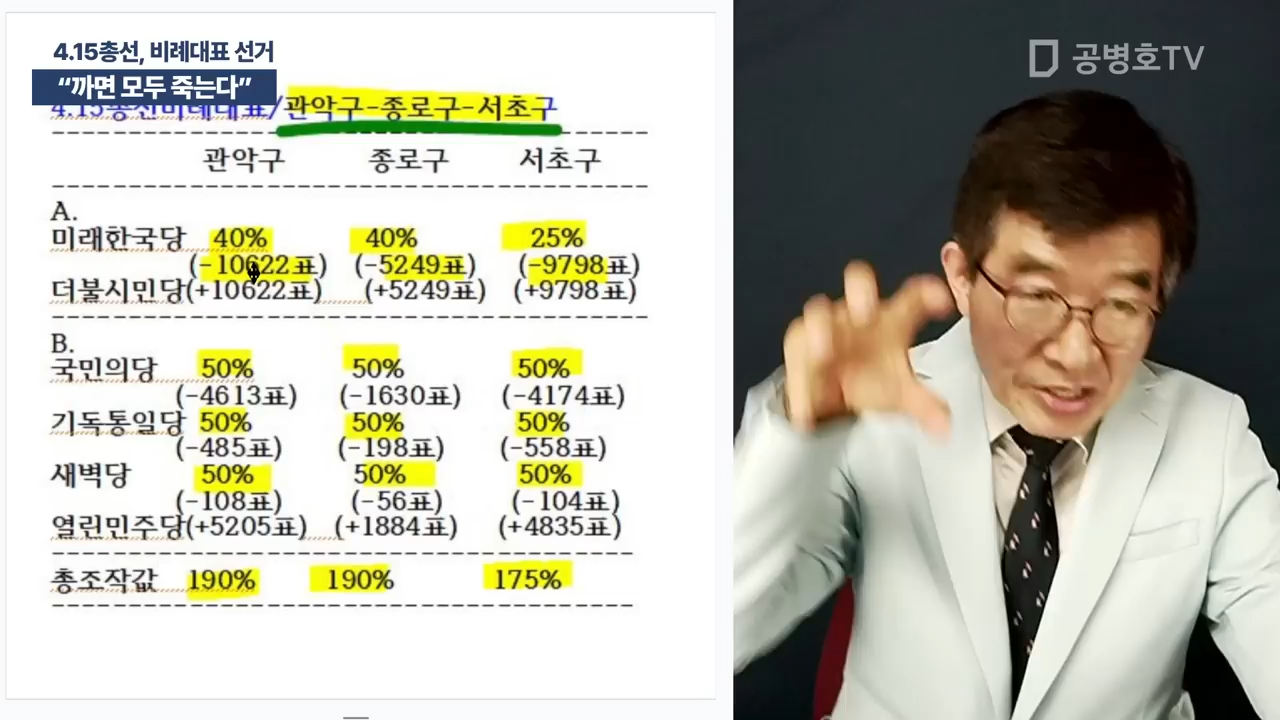 4.15총선, 비례대표 선거
“까면 모두 죽는다”
공병호TV
4.15총선비례대표/관악구-종로구-서초구
관악구 종로구 서초구
A.
미래한국당 40% 40% 25%
(-10622표) (-5249표) (-9798표)
더불시민당(+10622표) (+5249표) (+9798표)
B.
국민의당 50% 50% 50%
(-4613표) (-1630표) (-4174표)
기독통일당 50% 50% 50%
(-485표) (-198표) (-558표)
새벽당 50% 50% 50%
(-108표) (-56표) (-104표)
열린민주당(+5205표) (+1884표) (+4835표)
총조작값 190% 190% 175%